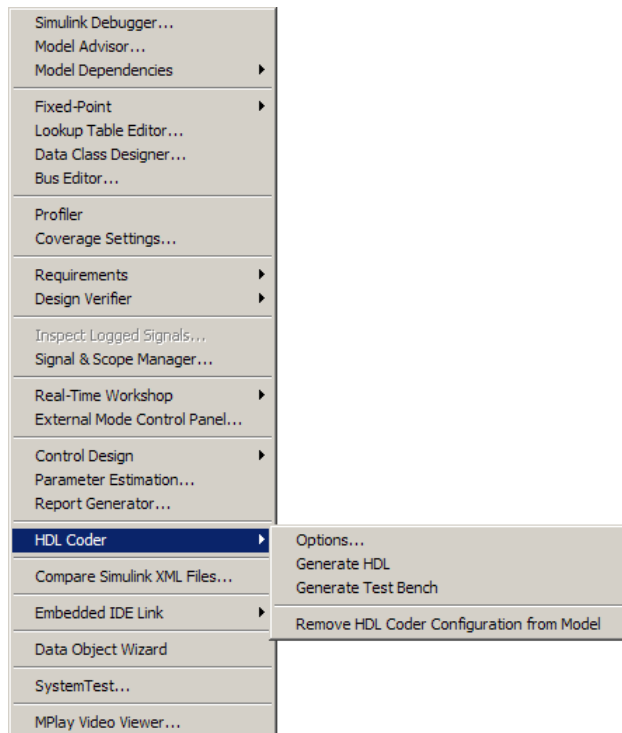 Simulink Debugger...
Model Advisor...
Model Dependencies
Fixed-Point
Lookup Table Editor...
Data Class Designer...
Bus Editor...
Profiler
Coverage Settings...
Requirements
Design Verifier
Inspect Logged Signals...
Signal & Scope Manager...
Real-Time Workshop
External Mode Control Panel...
Control Design
Parameter Estimation...
Report Generator...
HDL Coder
Compare Simulink XML Files...
Embedded IDE Link
Data Object Wizard
SystemTest...
MPlay Video Viewer...
Options...
Generate HDL
Generate Test Bench
Remove HDL Coder Configuration from Model